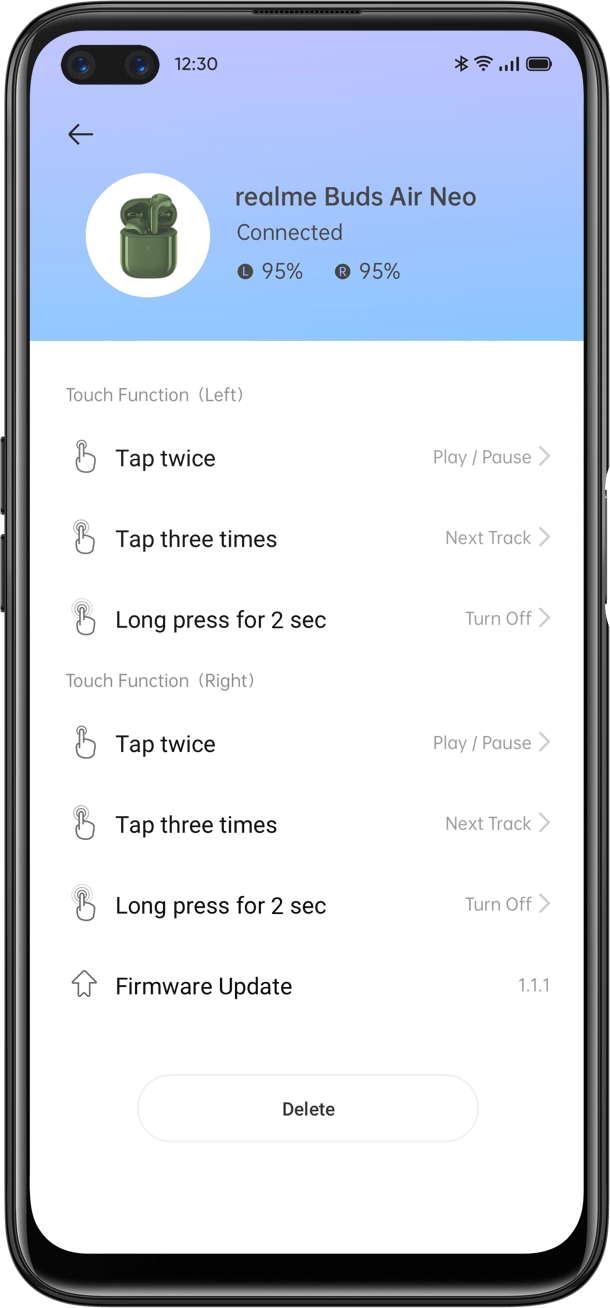 12:30
realme Buds Air Neo
Connected
L 95% R 95%
Touch Function（Left）
Tap twice Play / Pause
Tap three times Next Track
Long press for 2 sec Turn Off
Touch Function（Right）
Tap twice Play / Pause
Tap three times Next Track
Long press for 2 sec Turn Off
Firmware Update 1.1.1
Delete